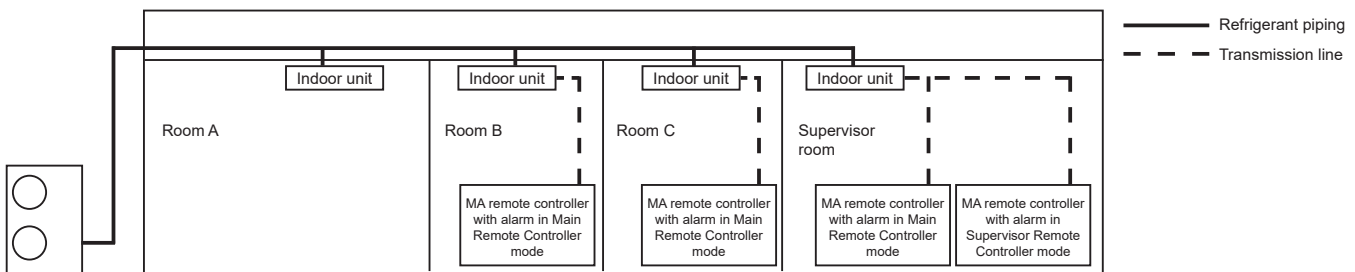 Refrigerant piping
Transmission line
Indoor unit
Indoor unit
Indoor unit
Indoor unit
Room A
Room B
Room C
Supervisor
room
MA remote controller
with alarm in Main
Remote Controller
mode
MA remote controller
with alarm in Main
Remote Controller
mode
MA remote controller
with alarm in Main
Remote Controller
mode
MA remote controller
with alarm in
Supervisor Remote
Controller mode